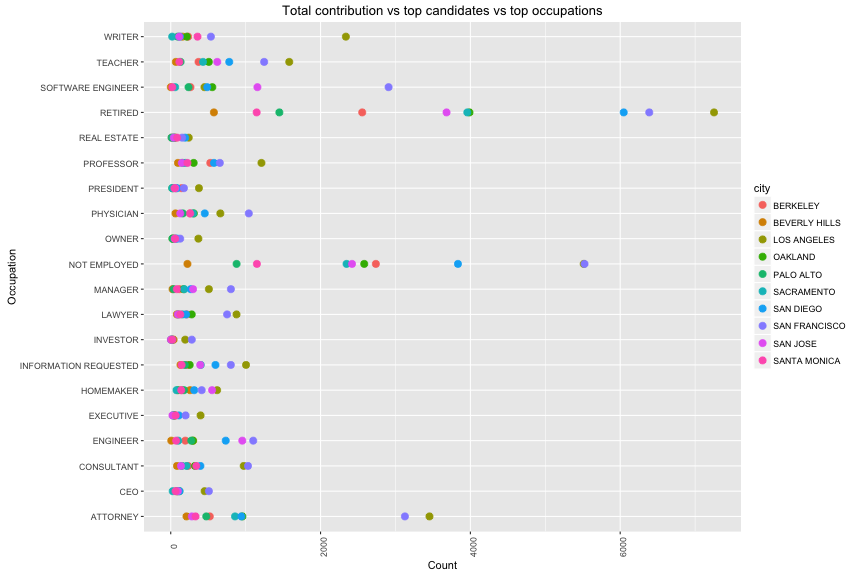 Total contribution vs top candidates vs top occupations
Occupation
WRITER
TEACHER
SOFTWARE ENGINEER
RETIRED
REAL ESTATE
PROFESSOR
PRESIDENT
PHYSICIAN
OWNER
NOT EMPLOYED
MANAGER
LAWYER
INVESTOR
INFORMATION REQUESTED
HOMEMAKER
EXECUTIVE
ENGINEER
CONSULTANT
CEO
ATTORNEY
0
2000
4000
6000
Count
city
BERKELEY
BEVERLY HILLS
LOS ANGELES
OAKLAND
PALO ALTO
SACRAMENTO
SAN DIEGO
SAN FRANCISCO
SAN JOSE
SANTA MONICA